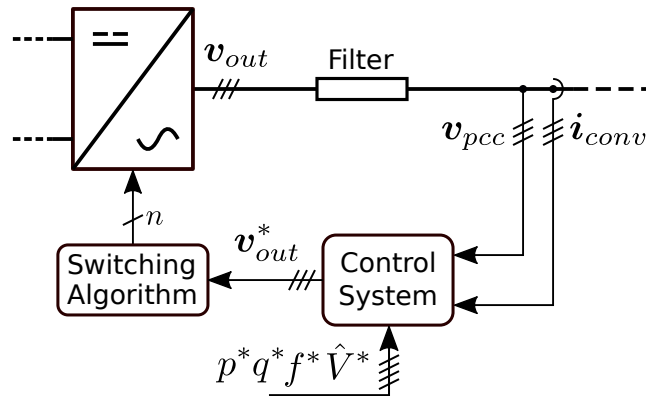 v_out
Filter
v_pcc
i_conv
n
v*_out
Switching
Algorithm
Control
System
p* q* f* V̂*